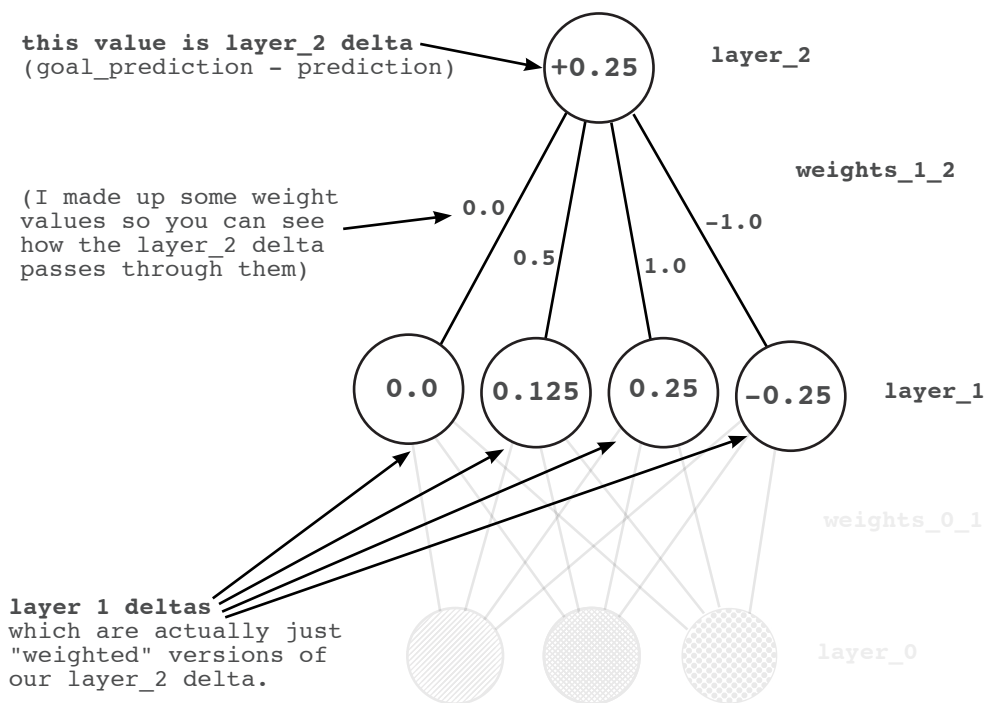 this value is layer_2 delta
(goal_prediction - prediction)
+0.25
layer_2
weights_1_2
(I made up some weight
values so you can see
how the layer_2 delta
passes through them)
0.0
0.5
1.0
-1.0
0.0
0.125
0.25
-0.25
layer_1
weights_0_1
layer 1 deltas
which are actually just
"weighted" versions of
our layer_2 delta.
layer_0